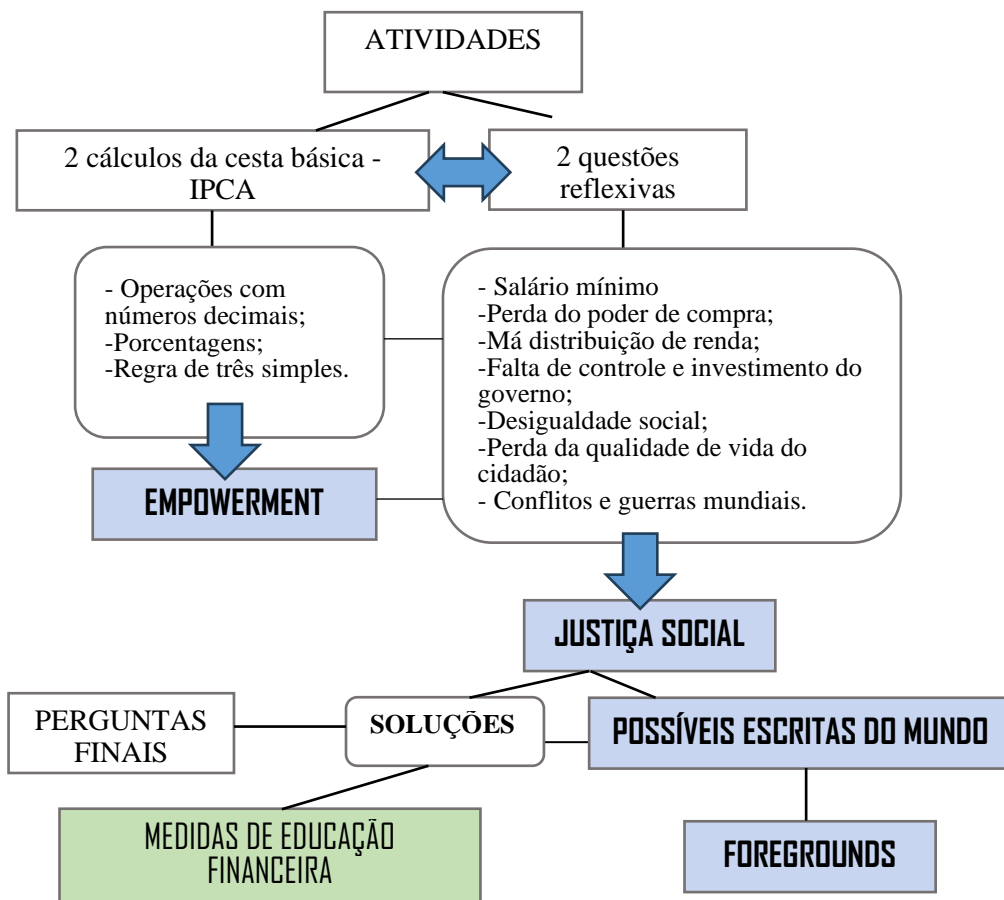 ATIVIDADES
2 cálculos da cesta básica -
IPCA
2 questões
reflexivas
- Operações com
números decimais;
-Porcentagens;
-Regra de três simples.
- Salário mínimo
-Perda do poder de compra;
-Má distribuição de renda;
-Falta de controle e investimento do
governo;
-Desigualdade social;
-Perda da qualidade de vida do
cidadão;
- Conflitos e guerras mundiais.
EMPOWERMENT
JUSTIÇA SOCIAL
PERGUNTAS
FINAIS
SOLUÇÕES
POSSÍVEIS ESCRITAS DO MUNDO
MEDIDAS DE EDUCAÇÃO
FINANCEIRA
FOREGROUNDS